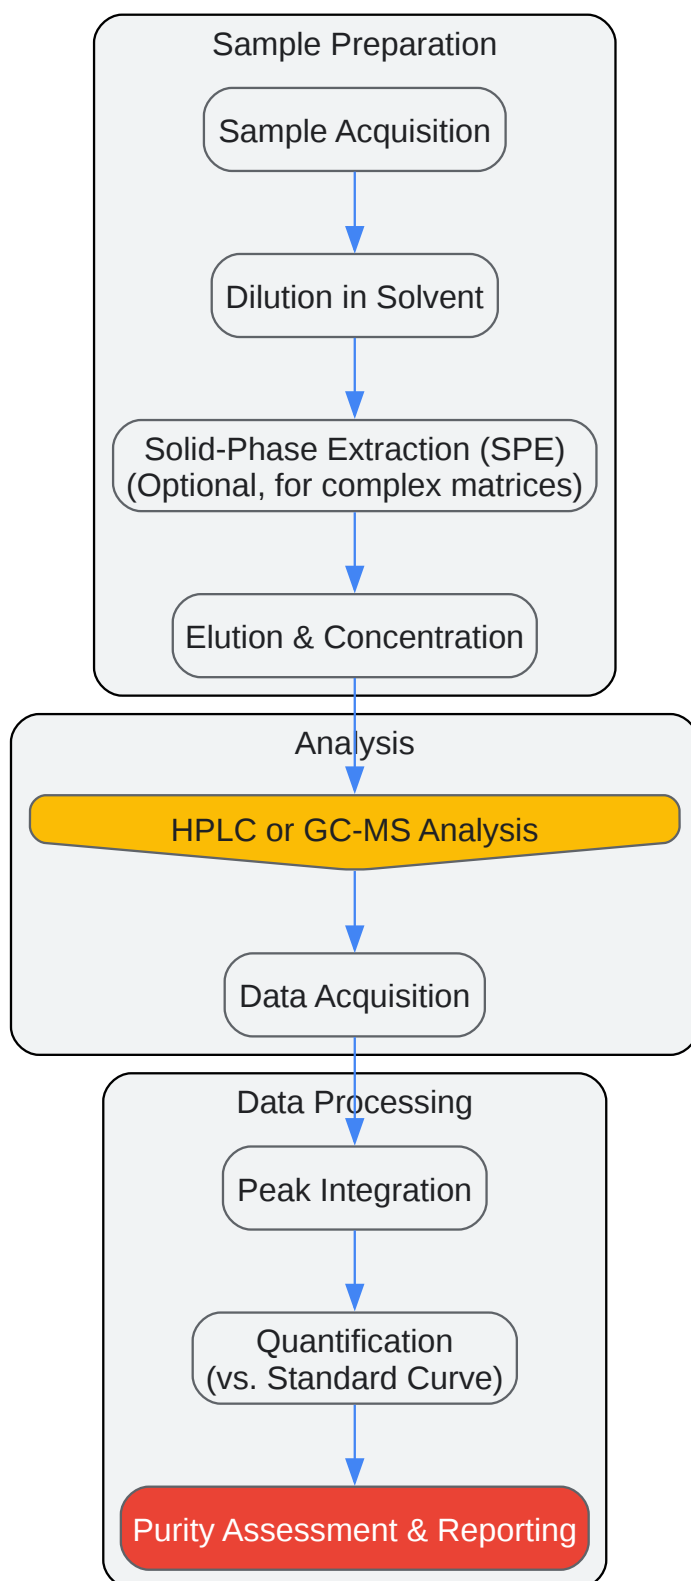 Sample Preparation
Sample Acquisition
Dilution in Solvent
Solid-Phase Extraction (SPE)
(Optional, for complex matrices)
Elution & Concentration
Analysis
HPLC or GC-MS Analysis
Data Acquisition
Data Processing
Peak Integration
Quantification
(vs. Standard Curve)
Purity Assessment & Reporting